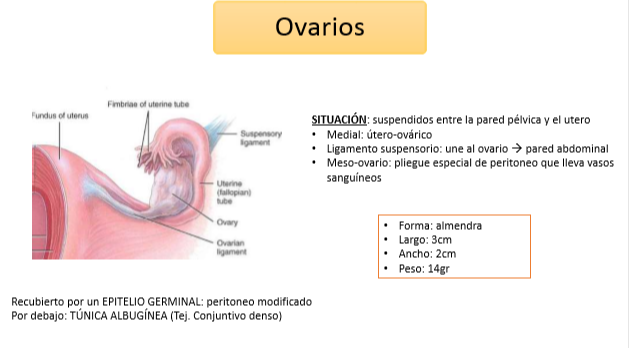 Ovarios
Fimbriae of uterine tube
Fundus of uterus
Suspensory
ligament
Uterine
(fallopian)
tube
Ovary
Ovarian
ligament
SITUACIÓN: suspendidos entre la pared pélvica y el utero
• Medial: útero-ovárico
• Ligamento suspensorio: une al ovario → pared abdominal
• Meso-ovario: pliegue especial de peritoneo que lleva vasos
sanguíneos
• Forma: almendra
• Largo: 3cm
• Ancho: 2cm
• Peso: 14gr
Recubierto por un EPITELIO GERMINAL: peritoneo modificado
Por debajo: TÚNICA ALBUGÍNEA (Tej. Conjuntivo denso)